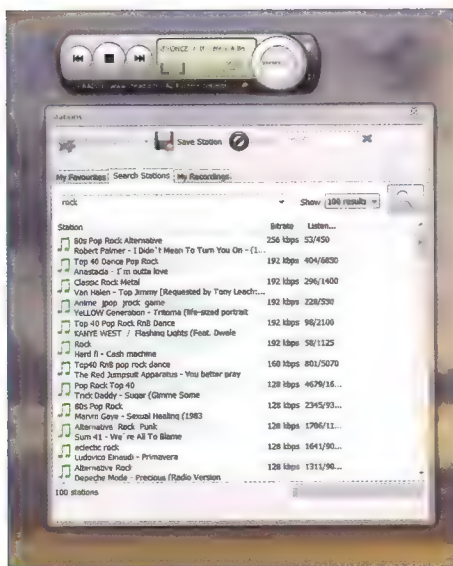 Stations
Save Station
My Favourites Search Stations My Recordings
rock Show 100 results
Station Bitrate Listen...
80s Pop Rock Alternative 256 kbps 53/450
Robert Palmer - I Didn't Mean To Turn You On - (1...
Top 40 Dance Pop Rock 192 kbps 404/6850
Anastacia - I'm outta love
Classic Rock Metal 192 kbps 296/1400
Van Halen - Top Jimmy [Requested by Tony Leach:...
Anime jpop jrock game 192 kbps 228/550
YeLLOW Generation - Tritoma (life-sized portrait
Top 40 Pop Rock RnB Dance 192 kbps 98/2100
KANYE WEST / Flashing Lights (Feat. Dwele
Rock 192 kbps 58/1125
Hard fi - Cash machine
Top40 RnB pop rock dance 160 kbps 801/5070
The Red Jumpsuit Apparatus - You better pray
Pop Rock Top 40 128 kbps 4679/16...
Trick Daddy - Sugar (Gimme Some
80s Pop Rock 128 kbps 2345/93...
Marvin Gaye - Sexual Healing (1983
Alternative Rock Punk 128 kbps 1706/11...
Sum 41 - We're All To Blame
eclectic rock 128 kbps 1641/90...
Ludovico Einaudi - Primavera
Alternative Rock 128 kbps 1311/90...
Depeche Mode - Precious (Radio Version
100 stations